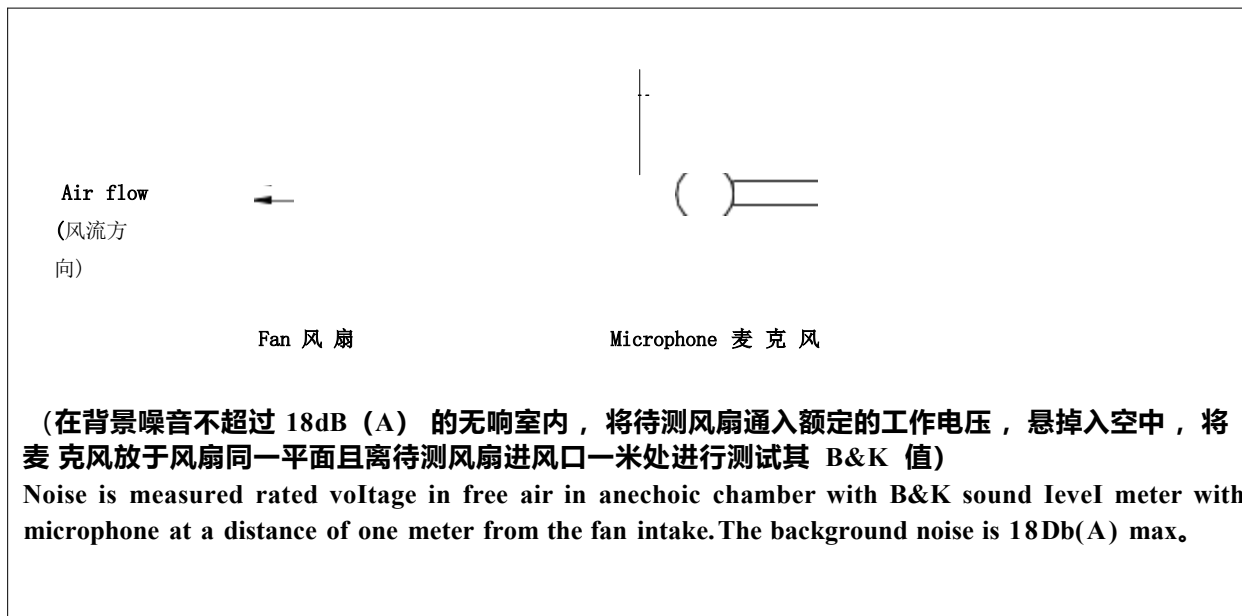 Air flow
(风流方
向)
Fan 风 扇
Microphone 麦 克 风
（在背景噪音不超过 18dB（A） 的无响室内 ，将待测风扇通入额定的工作电压 ，悬掉入空中 ，将
麦 克风放于风扇同一平面且离待测风扇进风口一米处进行测试其 B&K 值）
Noise is measured rated voItage in free air in anechoic chamber with B&K sound IeveI meter with
microphone at a distance of one meter from the fan intake.The background noise is 18Db(A) max。